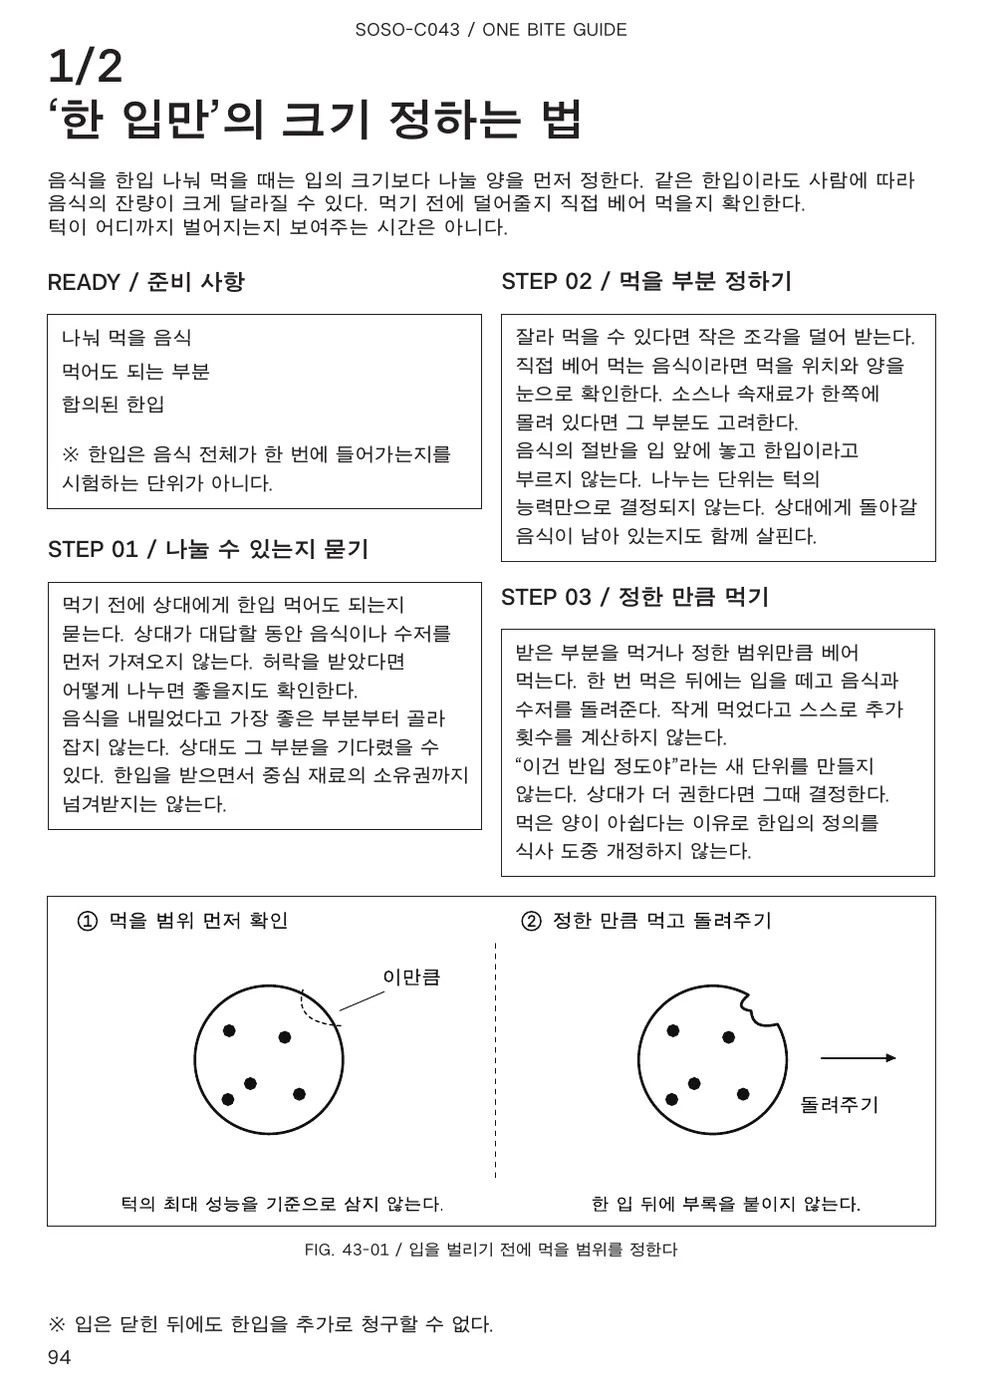 SOSO-C043 / ONE BITE GUIDE
1/2
‘한 입만’의 크기 정하는 법
음식을 한입 나눠 먹을 때는 입의 크기보다 나눌 양을 먼저 정한다. 같은 한입이라도 사람에 따라
음식의 잔량이 크게 달라질 수 있다. 먹기 전에 덜어줄지 직접 베어 먹을지 확인한다.
턱이 어디까지 벌어지는지 보여주는 시간은 아니다.
READY / 준비 사항
나눠 먹을 음식
먹어도 되는 부분
합의된 한입
※ 한입은 음식 전체가 한 번에 들어가는지를
시험하는 단위가 아니다.
STEP 01 / 나눌 수 있는지 묻기
먹기 전에 상대에게 한입 먹어도 되는지
묻는다. 상대가 대답할 동안 음식이나 수저를
먼저 가져오지 않는다. 허락을 받았다면
어떻게 나누면 좋을지도 확인한다.
음식을 내밀었다고 가장 좋은 부분부터 골라
잡지 않는다. 상대도 그 부분을 기다렸을 수
있다. 한입을 받으면서 중심 재료의 소유권까지
넘겨받지는 않는다.
STEP 02 / 먹을 부분 정하기
잘라 먹을 수 있다면 작은 조각을 덜어 받는다.
직접 베어 먹는 음식이라면 먹을 위치와 양을
눈으로 확인한다. 소스나 속재료가 한쪽에
몰려 있다면 그 부분도 고려한다.
음식의 절반을 입 앞에 놓고 한입이라고
부르지 않는다. 나누는 단위는 턱의
능력만으로 결정되지 않는다. 상대에게 돌아갈
음식이 남아 있는지도 함께 살핀다.
STEP 03 / 정한 만큼 먹기
받은 부분을 먹거나 정한 범위만큼 베어
먹는다. 한 번 먹은 뒤에는 입을 떼고 음식과
수저를 돌려준다. 작게 먹었다고 스스로 추가
횟수를 계산하지 않는다.
“이건 반입 정도야”라는 새 단위를 만들지
않는다. 상대가 더 권한다면 그때 결정한다.
먹은 양이 아쉽다는 이유로 한입의 정의를
식사 도중 개정하지 않는다.
① 먹을 범위 먼저 확인
이만큼
턱의 최대 성능을 기준으로 삼지 않는다.
② 정한 만큼 먹고 돌려주기
돌려주기
한 입 뒤에 부록을 붙이지 않는다.
FIG. 43-01 / 입을 벌리기 전에 먹을 범위를 정한다
※ 입은 닫힌 뒤에도 한입을 추가로 청구할 수 없다.
94